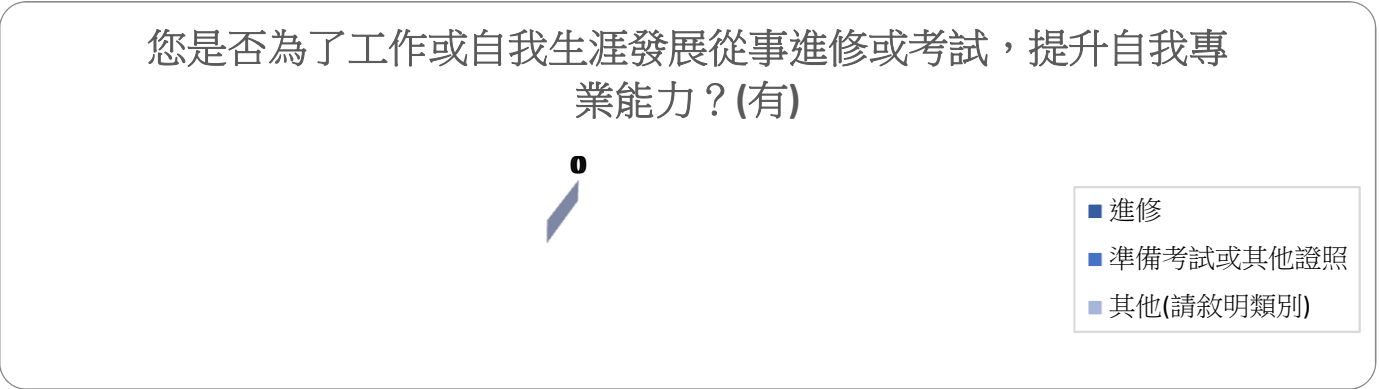 您是否為了工作或自我生涯發展從事進修或考試，提升自我專
業能力？(有)
0
進修
準備考試或其他證照
其他(請敘明類別)